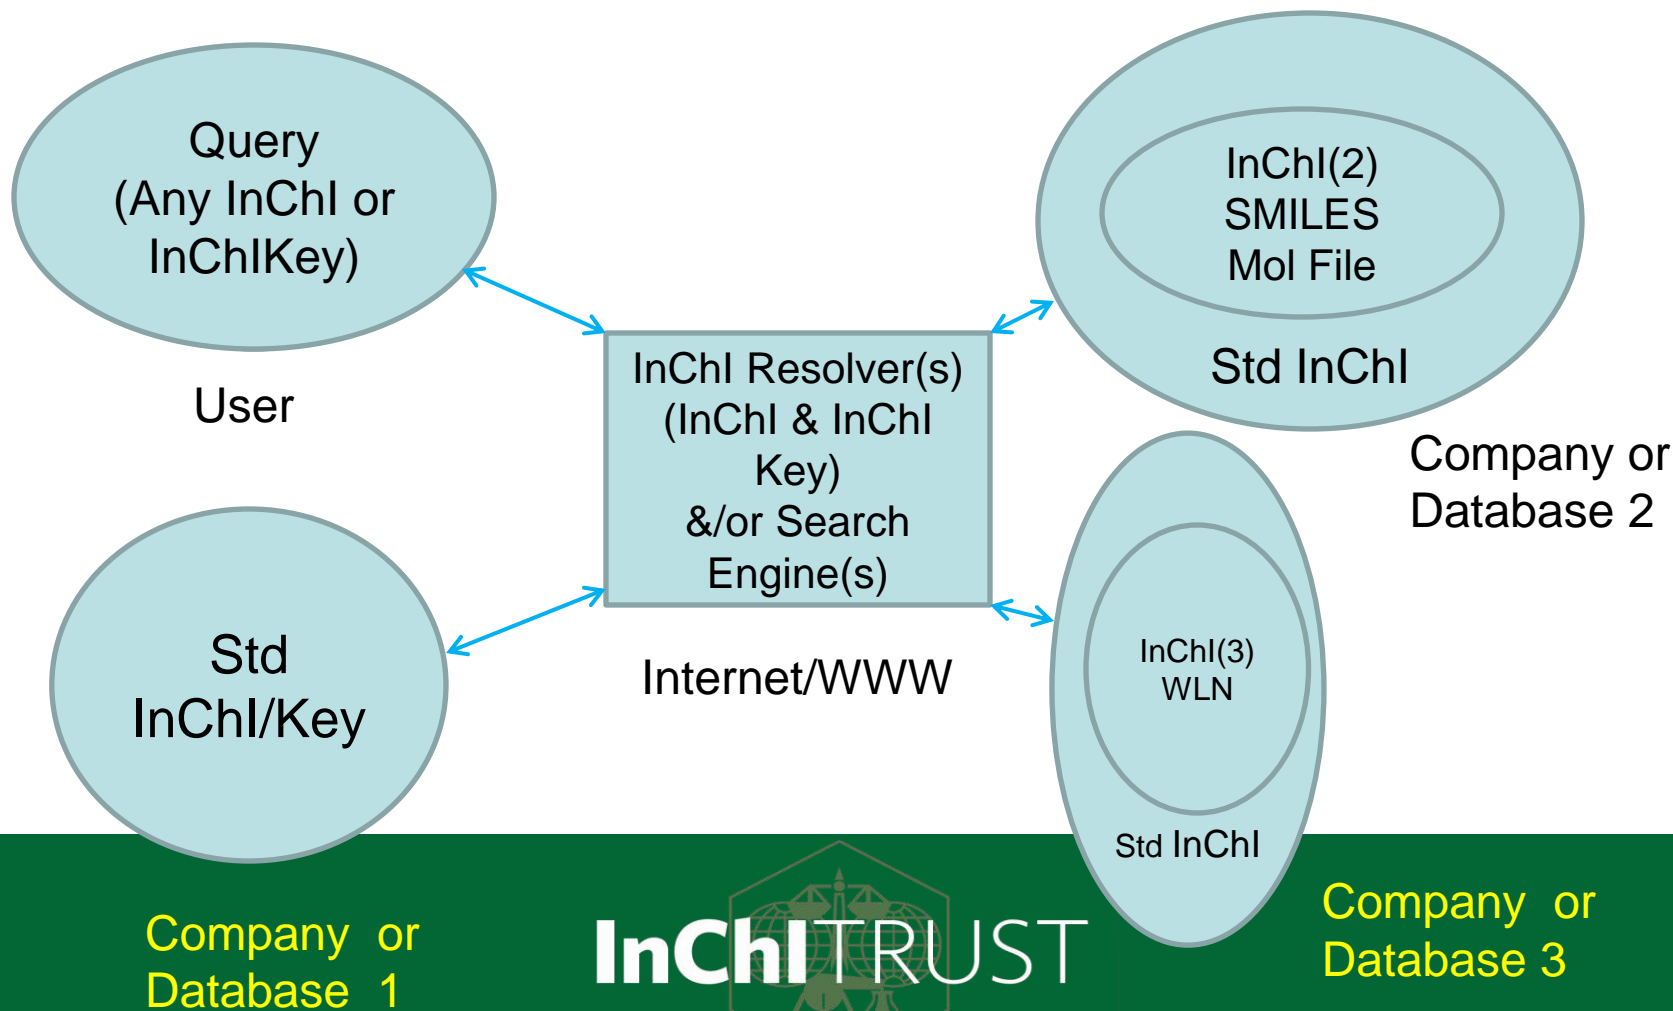 Query
(Any InChI or
InChIKey)
User
InChI(2)
SMILES
Mol File
Std InChI
Company or
Database 2
InChI Resolver(s)
(InChI & InChI
Key)
&/or Search
Engine(s)
Internet/WWW
Std
InChI/Key
Company or
Database 1
InChI(3)
WLN
Std InChI
Company or
Database 3
InChITRUST